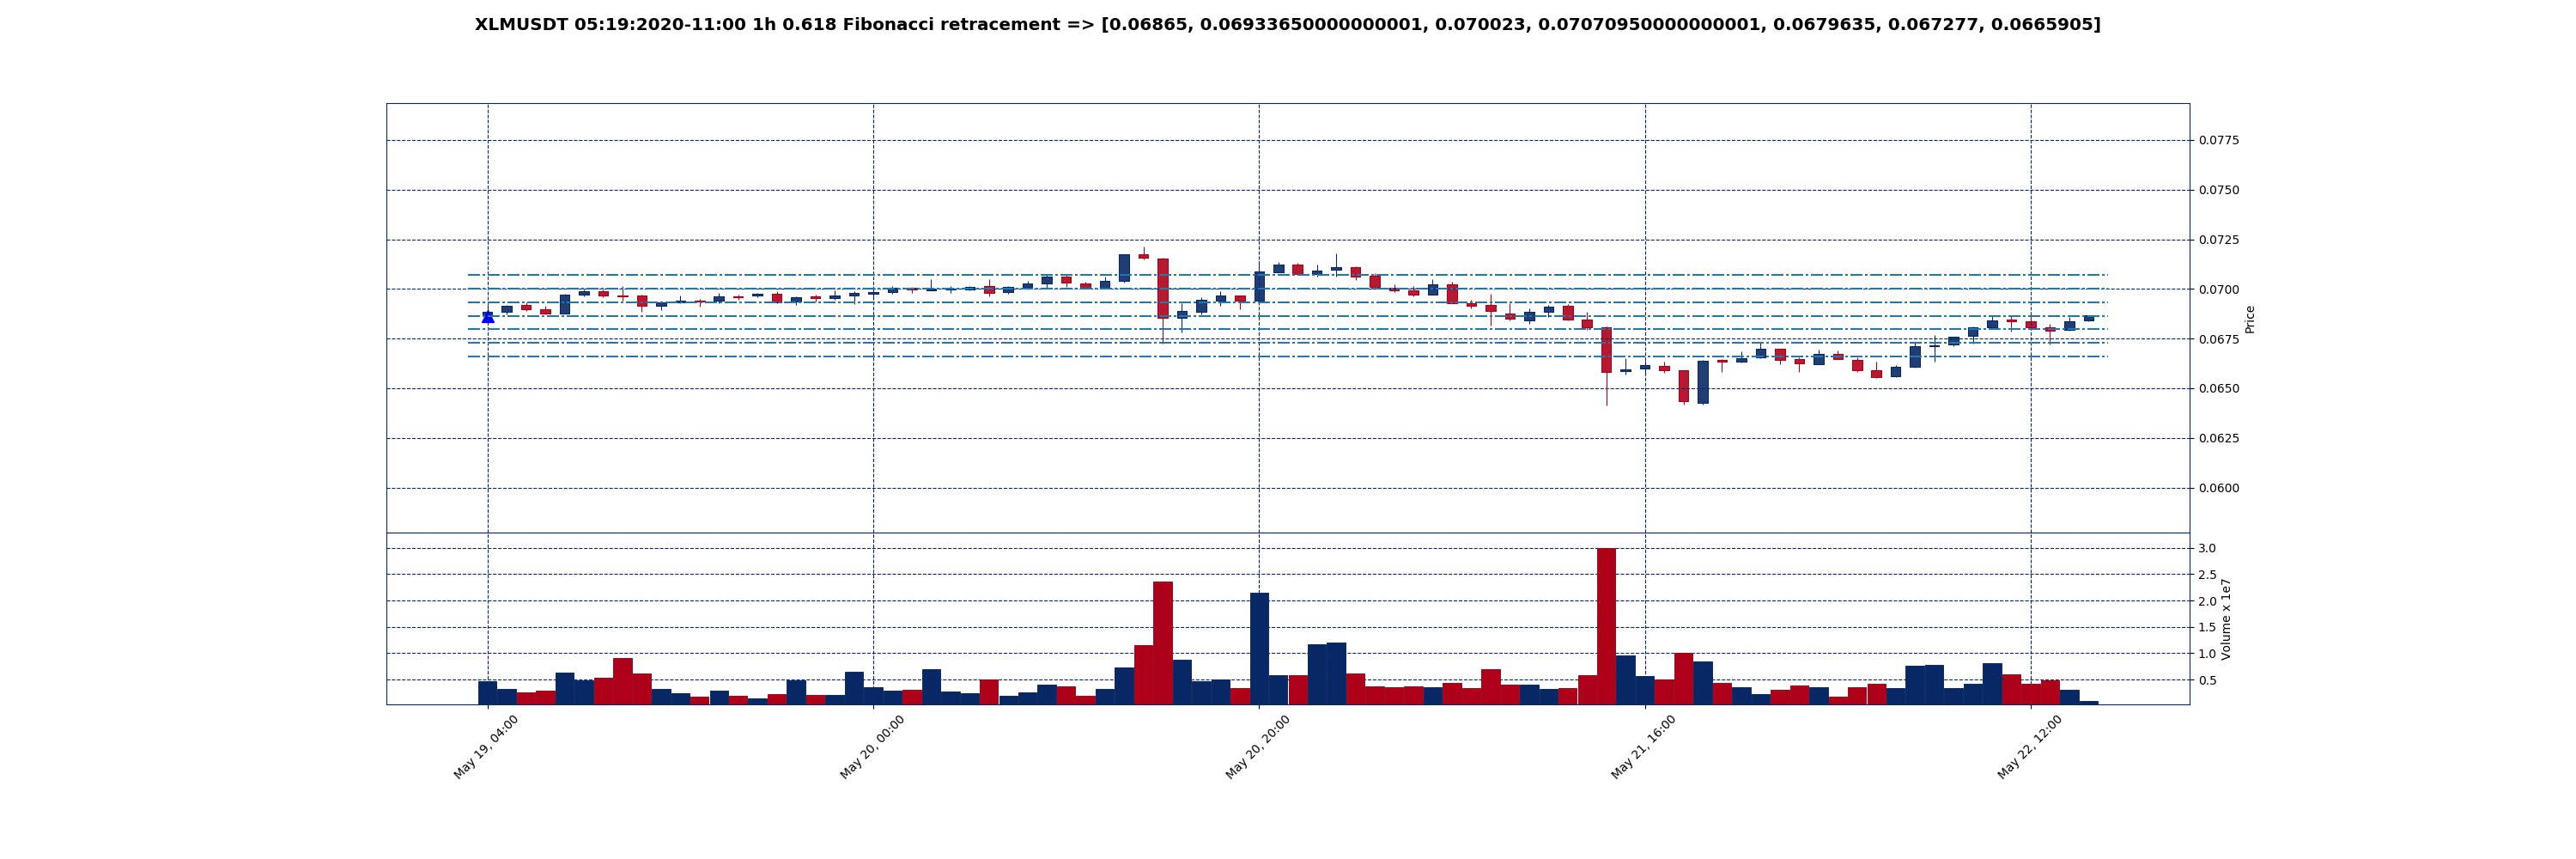 XLMUSDT 05:19:2020-11:00 1h 0.618 Fibonacci retracement => [0.06865, 0.06933650000000001, 0.070023, 0.07070950000000001, 0.0679635, 0.067277, 0.0665905]
0.0775
0.0750
0.0725
0.0700
0.0675
0.0650
0.0625
0.0600
Price
3.0
2.5
2.0
1.5
1.0
0.5
Volume x 1e7
May 19, 04:00
May 20, 00:00
May 20, 20:00
May 21, 16:00
May 22, 12:00